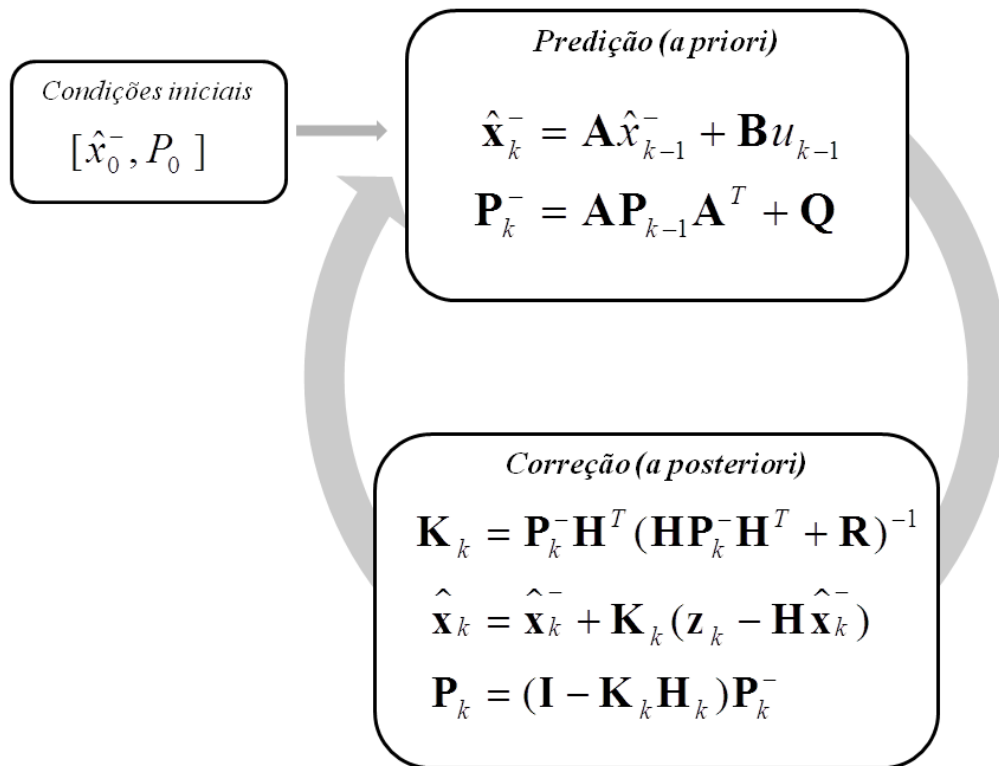 Condições iniciais
[x̂₀⁻, P₀ ]
Predição (a priori)
x̂ₖ⁻ = Ax̂ₖ₋₁⁻ + Buₖ₋₁
Pₖ⁻ = APₖ₋₁Aᵀ + Q
Correção (a posteriori)
Kₖ = Pₖ⁻Hᵀ(HPₖ⁻Hᵀ + R)⁻¹
x̂ₖ = x̂ₖ⁻ + Kₖ(zₖ − Hx̂ₖ⁻)
Pₖ = (I − KₖHₖ)Pₖ⁻